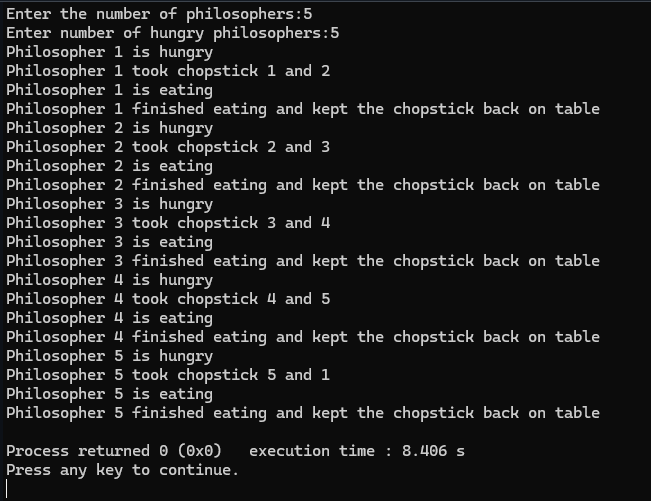 Enter the number of philosophers:5
Enter number of hungry philosophers:5
Philosopher 1 is hungry
Philosopher 1 took chopstick 1 and 2
Philosopher 1 is eating
Philosopher 1 finished eating and kept the chopstick back on table
Philosopher 2 is hungry
Philosopher 2 took chopstick 2 and 3
Philosopher 2 is eating
Philosopher 2 finished eating and kept the chopstick back on table
Philosopher 3 is hungry
Philosopher 3 took chopstick 3 and 4
Philosopher 3 is eating
Philosopher 3 finished eating and kept the chopstick back on table
Philosopher 4 is hungry
Philosopher 4 took chopstick 4 and 5
Philosopher 4 is eating
Philosopher 4 finished eating and kept the chopstick back on table
Philosopher 5 is hungry
Philosopher 5 took chopstick 5 and 1
Philosopher 5 is eating
Philosopher 5 finished eating and kept the chopstick back on table
Process returned 0 (0x0)   execution time : 8.406 s
Press any key to continue.